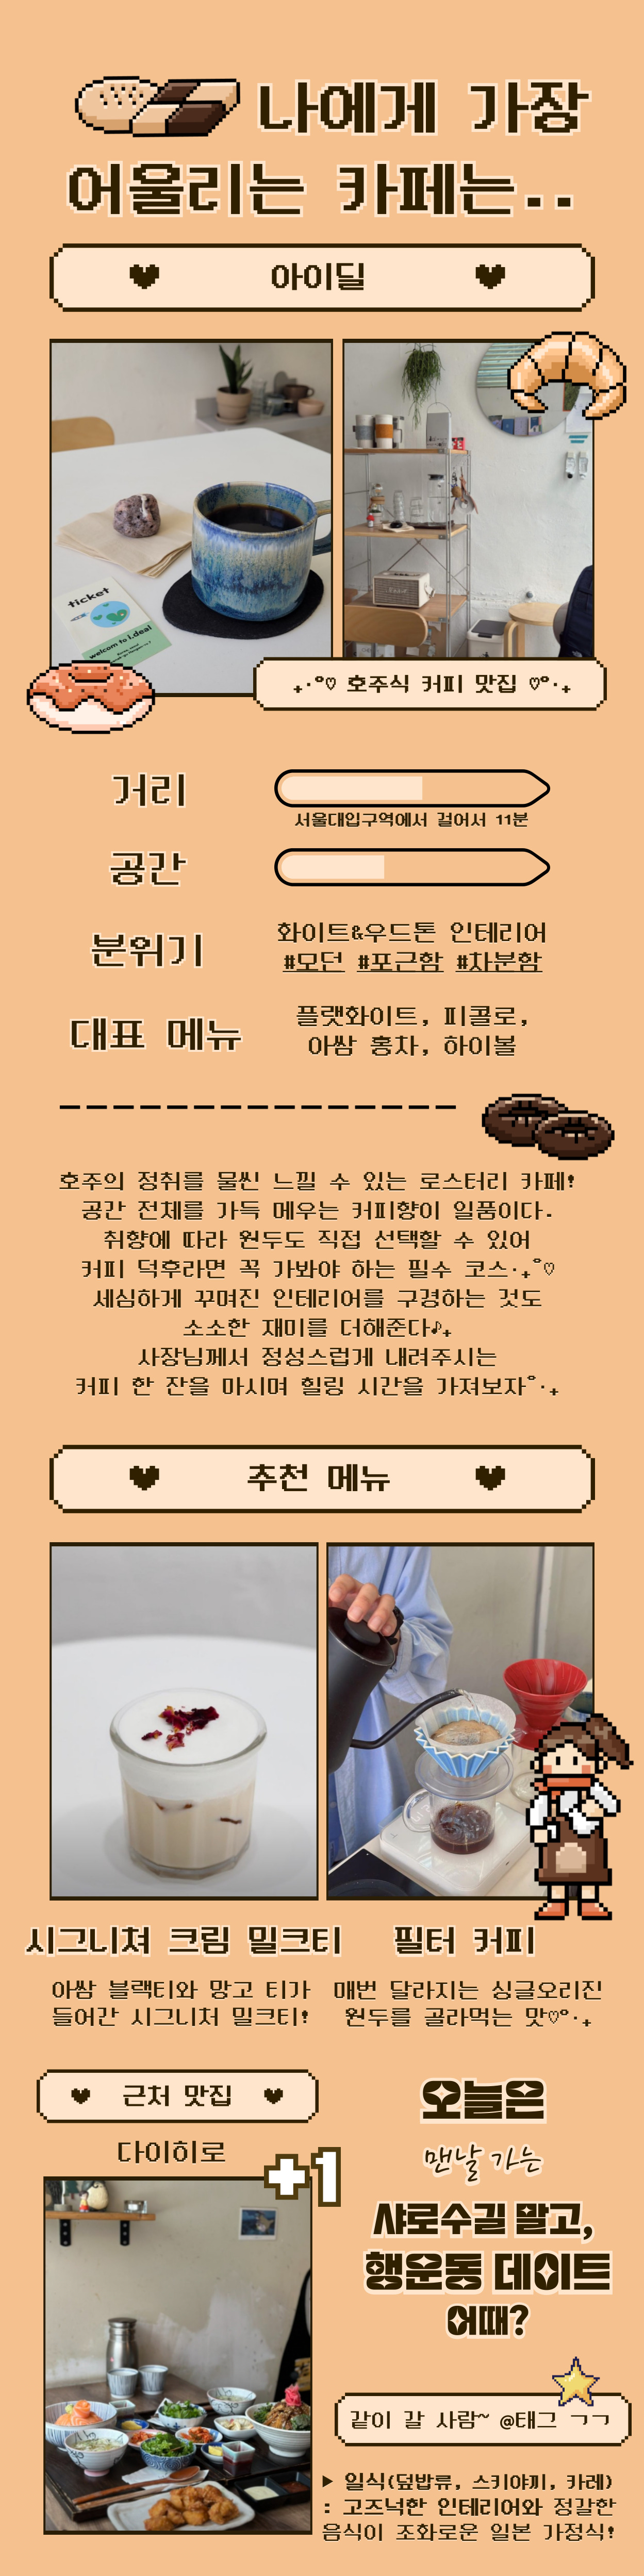 나에게 가장
어울리는 카페는..
아이딜
ticket
welcom to i.deal
₊·°♡ 호주식 커피 맛집 ♡°·₊
거리
서울대입구역에서 걸어서 11분
공간
분위기
화이트&우드톤 인테리어
#모던 #포근함 #차분함
대표 메뉴
플랫화이트, 피콜로,
아쌈 홍차, 하이볼
호주의 정취를 물씬 느낄 수 있는 로스터리 카페!
공간 전체를 가득 메우는 커피향이 일품이다.
취향에 따라 원두도 직접 선택할 수 있어
커피 덕후라면 꼭 가봐야 하는 필수 코스·₊˚♡
세심하게 꾸며진 인테리어를 구경하는 것도
소소한 재미를 더해준다♪₊
사장님께서 정성스럽게 내려주시는
커피 한 잔을 마시며 힐링 시간을 가져보자˚·₊
추천 메뉴
시그니쳐 크림 밀크티
아쌈 블랙티와 망고 티가
들어간 시그니처 밀크티!
필터 커피
매번 달라지는 싱글오리진
원두를 골라먹는 맛♡°·₊
근처 맛집
다이히로
+1
오늘은
맨날 가는
샤로수길 말고,
행운동 데이트
어때?
같이 갈 사람~ @태그 ㄱㄱ
▶ 일식(덮밥류, 스키야끼, 카레)
: 고즈넉한 인테리어와 정갈한
음식이 조화로운 일본 가정식!